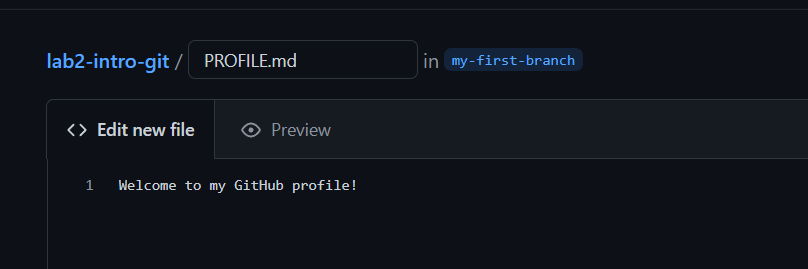 lab2-intro-git / PROFILE.md in my-first-branch
<> Edit new file Preview
1 Welcome to my GitHub profile!